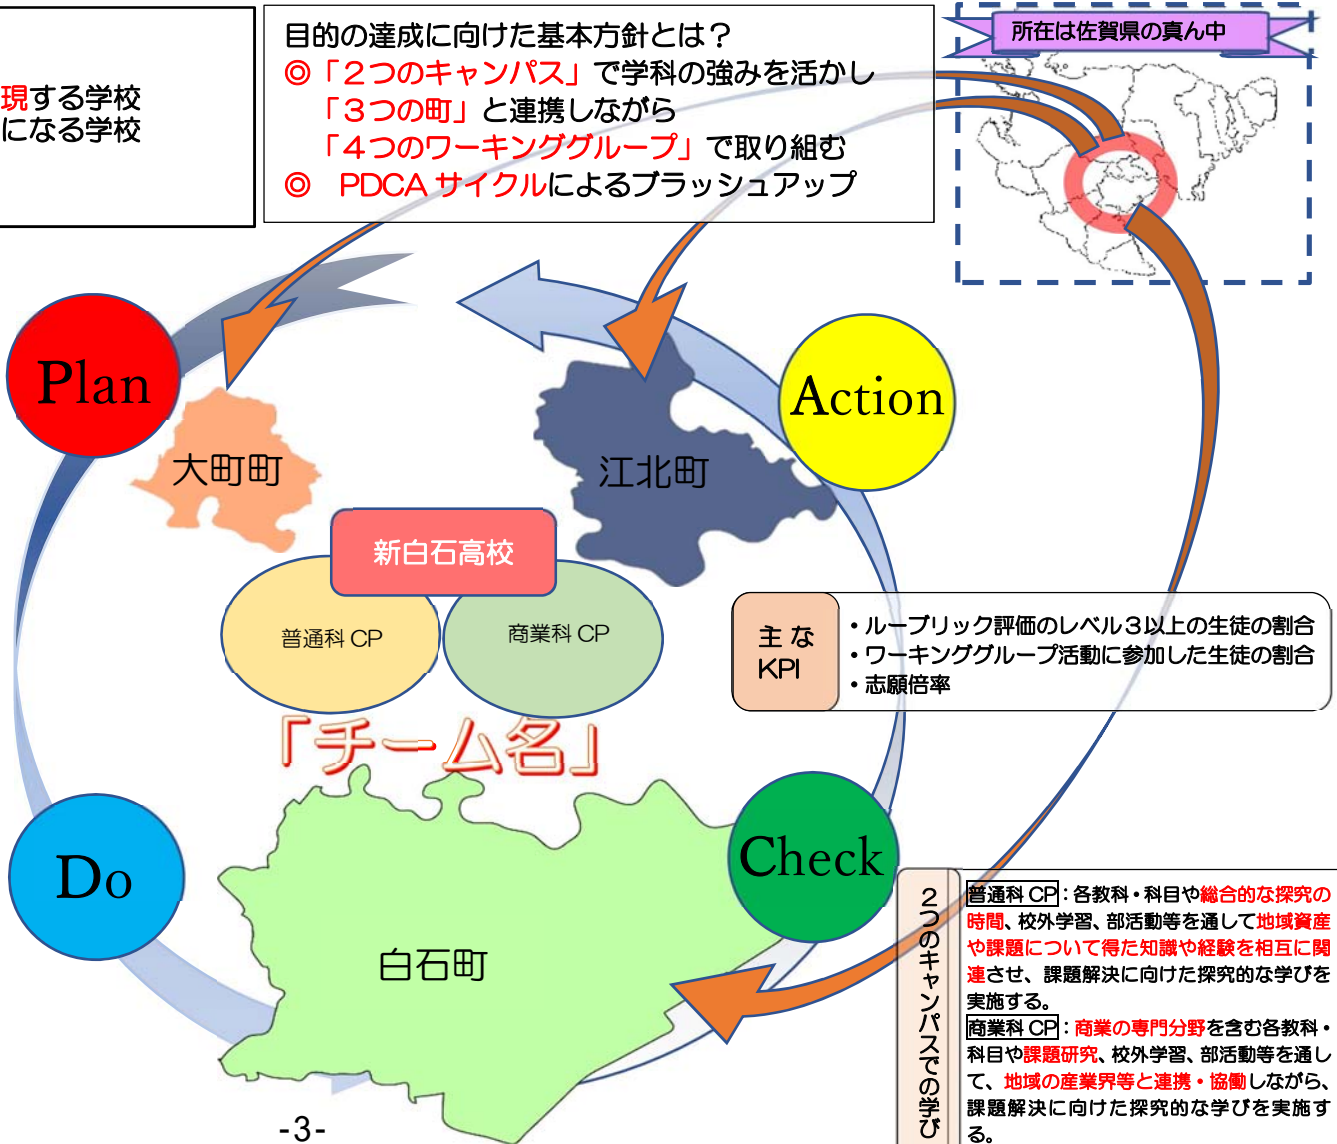 現する学校
になる学校
目的の達成に向けた基本方針とは？
◎「２つのキャンパス」で学科の強みを活かし
「３つの町」と連携しながら
「４つのワーキンググループ」で取り組む
◎ PDCAサイクルによるブラッシュアップ
所在は佐賀県の真ん中
Plan
Action
大町町
江北町
新白石高校
普通科 CP
商業科 CP
「チーム名」
主な
KPI
・ルーブリック評価のレベル３以上の生徒の割合
・ワーキンググループ活動に参加した生徒の割合
・志願倍率
Do
Check
白石町
２つのキャンパスでの学び
普通科 CP：各教科・科目や総合的な探究の
時間、校外学習、部活動等を通して地域資産
や課題について得た知識や経験を相互に関
連させ、課題解決に向けた探究的な学びを
実施する。
商業科 CP：商業の専門分野を含む各教科・
科目や課題研究、校外学習、部活動等を通し
て、地域の産業界等と連携・協働しながら、
課題解決に向けた探究的な学びを実施す
る。
-3-